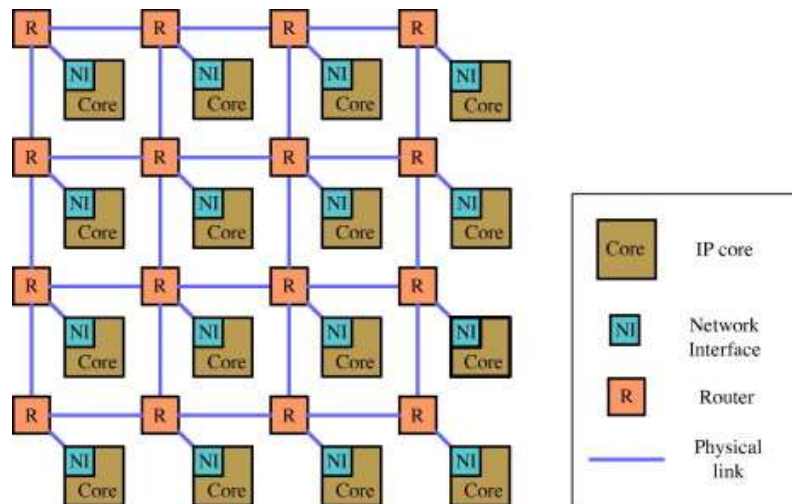 R R R R
NI NI NI NI
Core Core Core Core
R R R R
NI NI NI NI
Core Core Core Core
Core IP core
R R R R
NI NI NI NI
Core Core Core Core
NI Network
Interface
R R R R
R Router
NI NI NI NI
Core Core Core Core
Physical
link